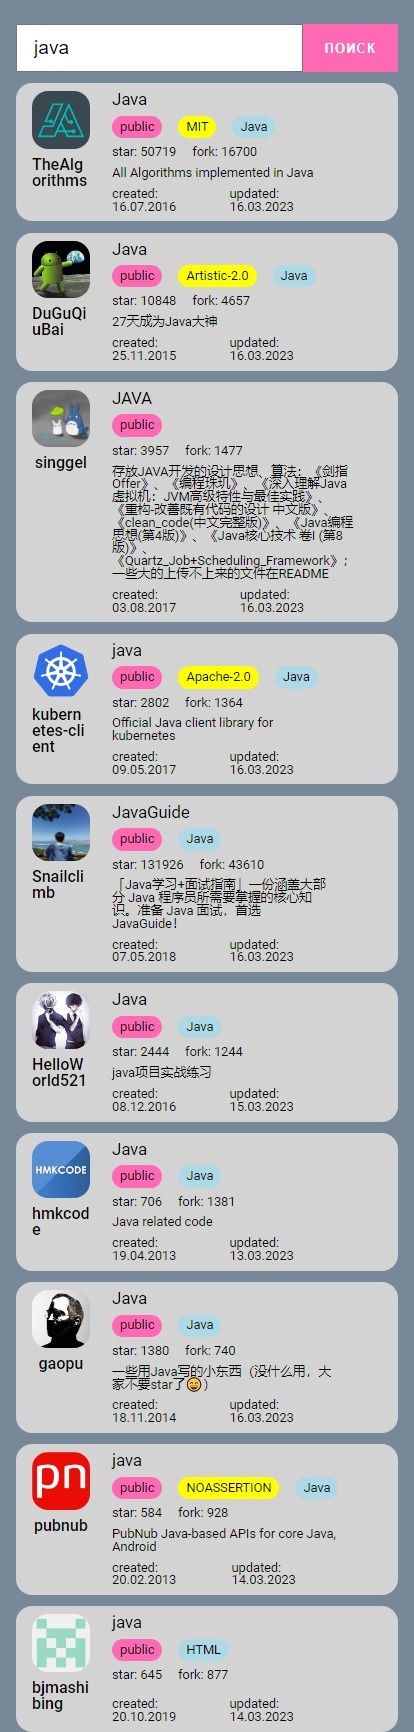 java
ПОИСК
Java
public MIT Java
TheAlg
orithms
star: 50719 fork: 16700
All Algorithms implemented in Java
created: updated:
16.07.2016 16.03.2023
Java
public Artistic-2.0 Java
DuGuQi
uBai
star: 10848 fork: 4657
27天成为Java大神
created: updated:
25.11.2015 16.03.2023
JAVA
public
singgel
star: 3957 fork: 1477
存放JAVA开发的设计思想、算法：《剑指
Offer》、《编程珠玑》、《深入理解Java
虚拟机：JVM高级特性与最佳实践》、
《重构-改善既有代码的设计 中文版》、
《clean_code(中文完整版)》、《Java编程
思想(第4版)》、《Java核心技术 卷I (第8
版)》、
《Quartz_Job+Scheduling_Framework》；
一些大的上传不上来的文件在README
created: updated:
03.08.2017 16.03.2023
java
public Apache-2.0 Java
kubern
etes-cli
ent
star: 2802 fork: 1364
Official Java client library for
kubernetes
created: updated:
09.05.2017 16.03.2023
JavaGuide
public Java
Snailcli
mb
star: 131926 fork: 43610
「Java学习+面试指南」一份涵盖大部
分 Java 程序员所需要掌握的核心知
识。准备 Java 面试，首选
JavaGuide！
created: updated:
07.05.2018 16.03.2023
Java
public Java
HelloW
orld521
star: 2444 fork: 1244
java项目实战练习
created: updated:
08.12.2016 15.03.2023
Java
public Java
HMKCODE
hmkcod
e
star: 706 fork: 1381
Java related code
created: updated:
19.04.2013 13.03.2023
Java
public Java
gaopu
star: 1380 fork: 740
一些用Java写的小东西（没什么用，大
家不要star了😄）
created: updated:
18.11.2014 16.03.2023
java
public NOASSERTION Java
pn
pubnub
star: 584 fork: 928
PubNub Java-based APIs for core Java,
Android
created: updated:
20.02.2013 14.03.2023
java
public HTML
bjmashi
bing
star: 645 fork: 877
created: updated:
20.10.2019 14.03.2023